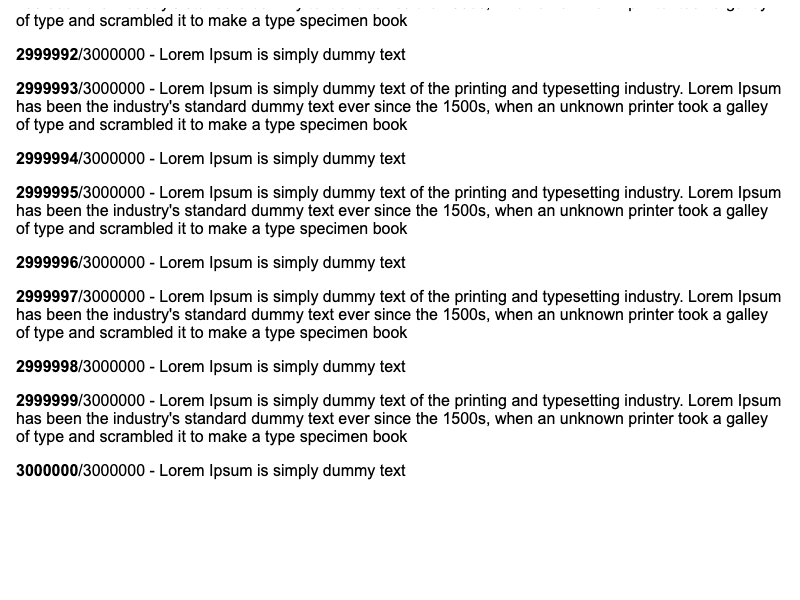 of type and scrambled it to make a type specimen book
2999992/3000000 - Lorem Ipsum is simply dummy text
2999993/3000000 - Lorem Ipsum is simply dummy text of the printing and typesetting industry. Lorem Ipsum
has been the industry's standard dummy text ever since the 1500s, when an unknown printer took a galley
of type and scrambled it to make a type specimen book
2999994/3000000 - Lorem Ipsum is simply dummy text
2999995/3000000 - Lorem Ipsum is simply dummy text of the printing and typesetting industry. Lorem Ipsum
has been the industry's standard dummy text ever since the 1500s, when an unknown printer took a galley
of type and scrambled it to make a type specimen book
2999996/3000000 - Lorem Ipsum is simply dummy text
2999997/3000000 - Lorem Ipsum is simply dummy text of the printing and typesetting industry. Lorem Ipsum
has been the industry's standard dummy text ever since the 1500s, when an unknown printer took a galley
of type and scrambled it to make a type specimen book
2999998/3000000 - Lorem Ipsum is simply dummy text
2999999/3000000 - Lorem Ipsum is simply dummy text of the printing and typesetting industry. Lorem Ipsum
has been the industry's standard dummy text ever since the 1500s, when an unknown printer took a galley
of type and scrambled it to make a type specimen book
3000000/3000000 - Lorem Ipsum is simply dummy text